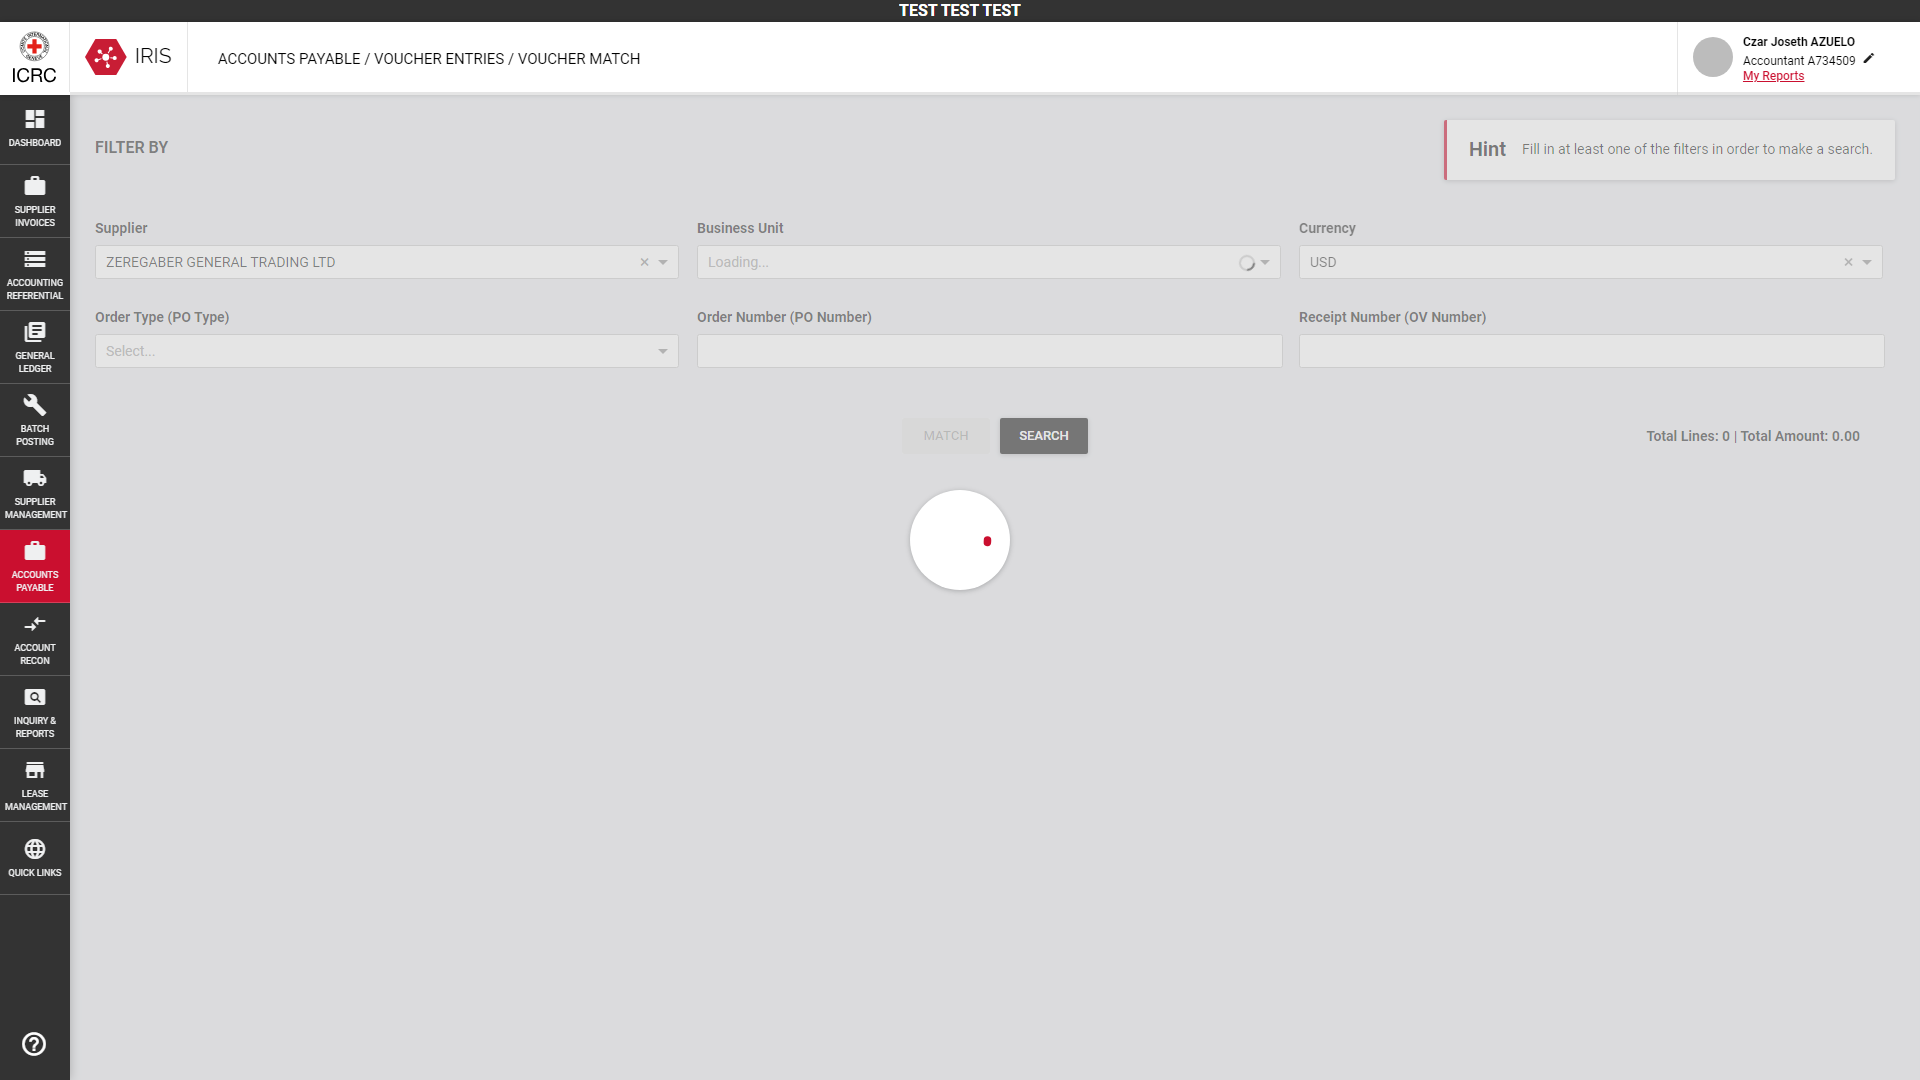 TEST TEST TEST
ICRC
IRIS
ACCOUNTS PAYABLE / VOUCHER ENTRIES / VOUCHER MATCH
Czar Joseth AZUELO
Accountant A734509
My Reports
DASHBOARD
SUPPLIER
INVOICES
ACCOUNTING
REFERENTIAL
GENERAL
LEDGER
BATCH
POSTING
SUPPLIER
MANAGEMENT
ACCOUNTS
PAYABLE
ACCOUNT
RECON
INQUIRY &
REPORTS
LEASE
MANAGEMENT
QUICK LINKS
FILTER BY
Hint Fill in at least one of the filters in order to make a search.
Supplier
ZEREGABER GENERAL TRADING LTD
Business Unit
Loading...
Currency
USD
Order Type (PO Type)
Select...
Order Number (PO Number)
Receipt Number (OV Number)
MATCH
SEARCH
Total Lines: 0 | Total Amount: 0.00